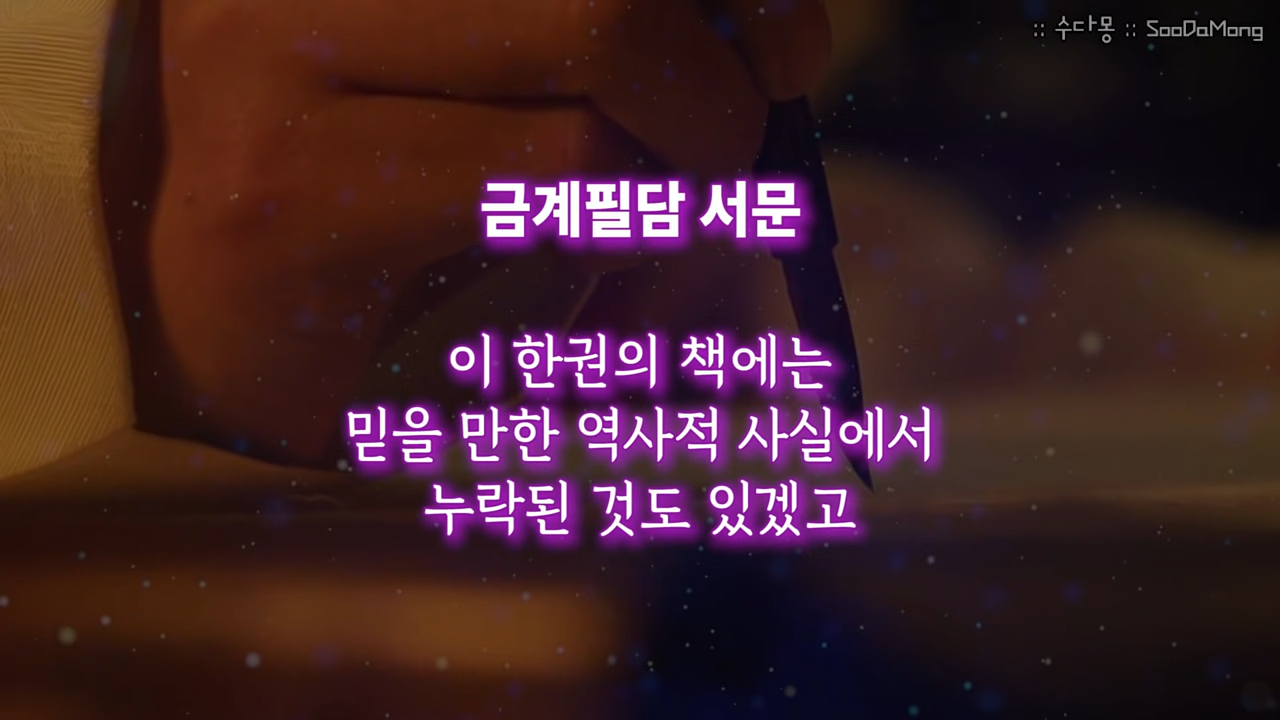 :: 수다몽 :: SooDaMong
금계필담 서문
이 한권의 책에는
믿을 만한 역사적 사실에서
누락된 것도 있겠고